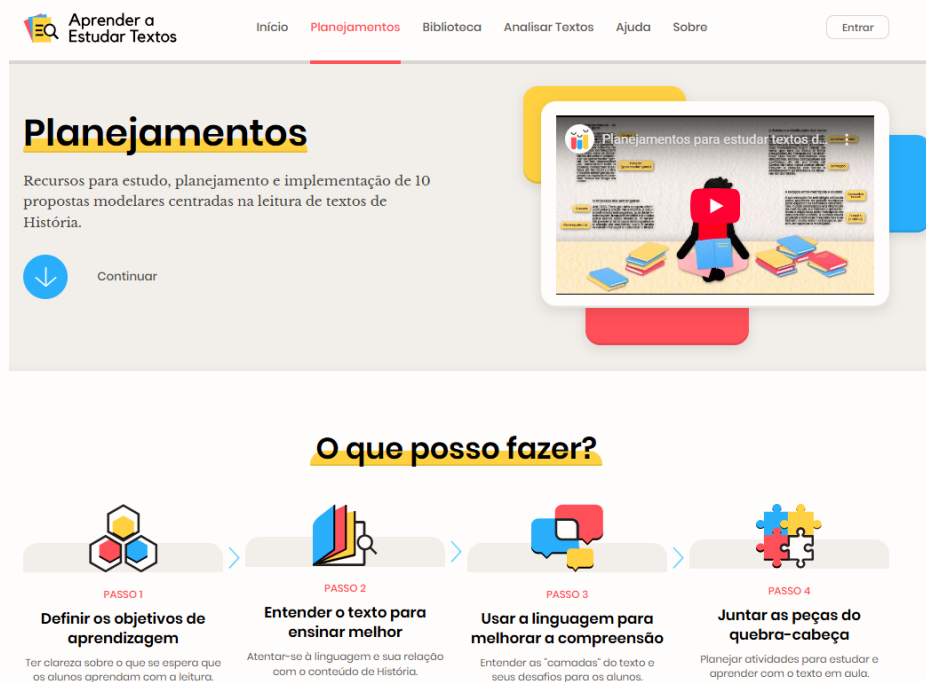 Aprender a
Estudar Textos
Início Planejamentos Biblioteca Analisar Textos Ajuda Sobre
Entrar
Planejamentos
Recursos para estudo, planejamento e implementação de 10
propostas modelares centradas na leitura de textos de
História.
Continuar
Planejamentos para estudar textos d...
O que posso fazer?
PASSO 1
Definir os objetivos de
aprendizagem
Ter clareza sobre o que se espera que
os alunos aprendam com a leitura.
PASSO 2
Entender o texto para
ensinar melhor
Atentar-se à linguagem e sua relação
com o conteúdo de História.
PASSO 3
Usar a linguagem para
melhorar a compreensão
Entender as "camadas" do texto e
seus desafios para os alunos.
PASSO 4
Juntar as peças do
quebra-cabeça
Planejar atividades para estudar e
aprender com o texto em aula.